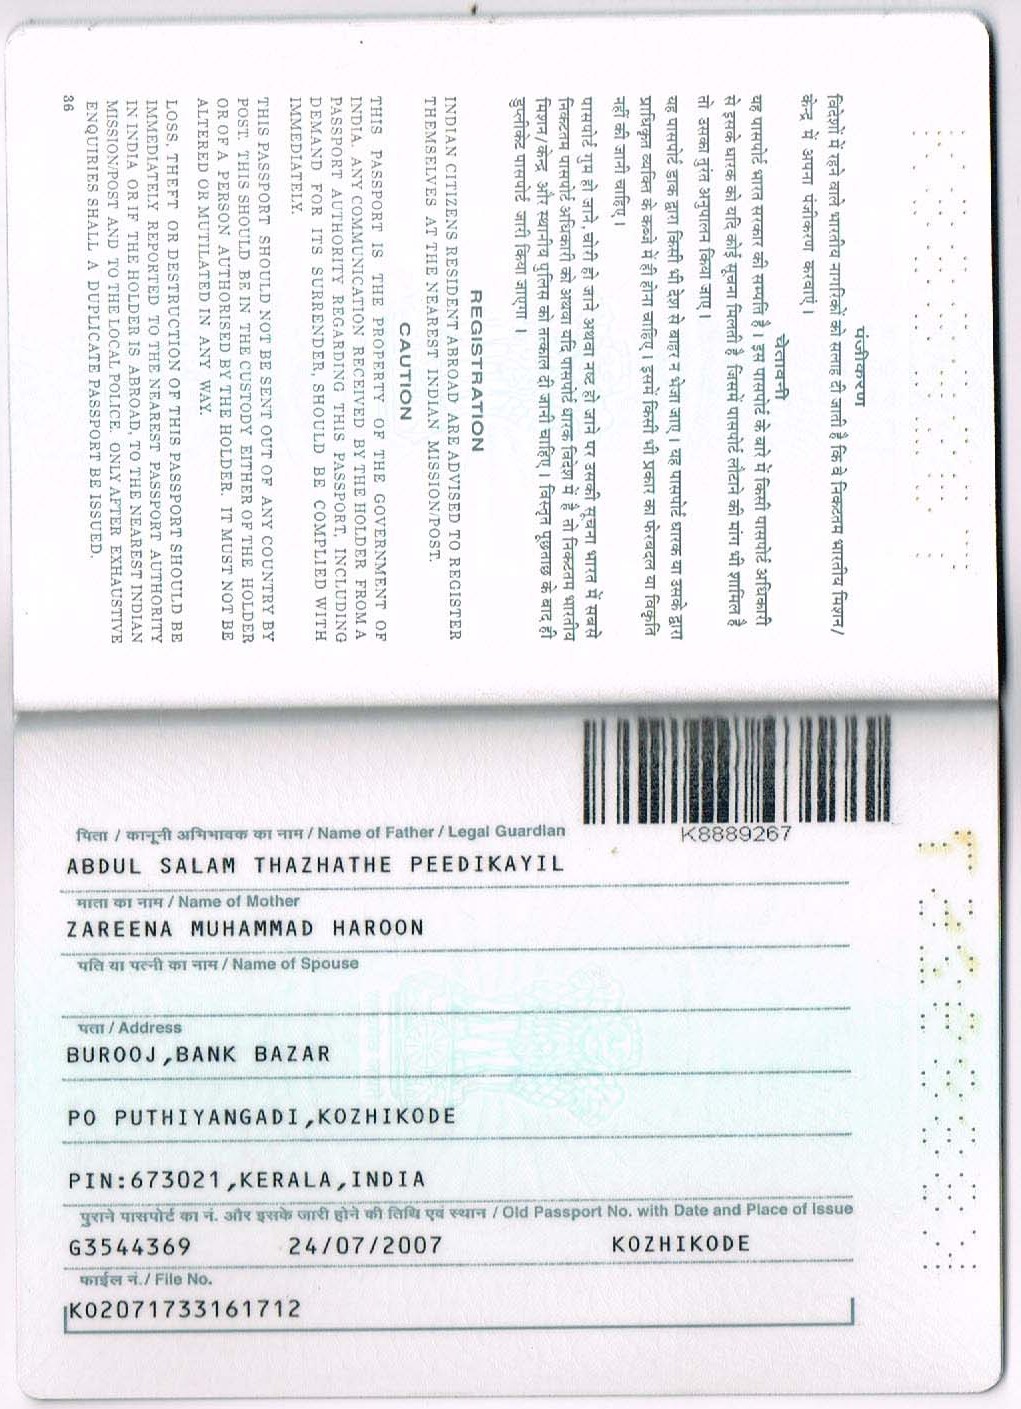 पंजीकरण
विदेशों में रहने वाले भारतीय नागरिकों को सलाह दी जाती है कि वे निकटतम भारतीय मिशन/
केन्द्र में अपना पंजीकरण करवाएं।
चेतावनी
यह पासपोर्ट भारत सरकार की सम्पत्ति है। इस पासपोर्ट के बारे में किसी पासपोर्ट अधिकारी
से इसके धारक को यदि कोई सूचना मिलती है जिसमें पासपोर्ट लौटाने की मांग भी शामिल है
तो उसका तुरंत अनुपालन किया जाए।
यह पासपोर्ट डाक द्वारा किसी भी देश से बाहर न भेजा जाए। यह पासपोर्ट धारक या उसके द्वारा
प्राधिकृत व्यक्ति के कब्जे में ही होना चाहिए। इसमें किसी भी प्रकार का फेरबदल या विकृति
नहीं की जानी चाहिए।
पासपोर्ट गुम हो जाने, चोरी हो जाने अथवा नष्ट हो जाने पर उसकी सूचना भारत में सबसे
निकटतम पासपोर्ट अधिकारी को अथवा यदि पासपोर्ट धारक विदेश में है तो निकटतम भारतीय
मिशन/केन्द्र और स्थानीय पुलिस को तत्काल दी जानी चाहिए। विस्तृत पूछताछ के बाद ही
डुप्लीकेट पासपोर्ट जारी किया जाएगा।
REGISTRATION
INDIAN CITIZENS RESIDENT ABROAD ARE ADVISED TO REGISTER
THEMSELVES AT THE NEAREST INDIAN MISSION/POST.
CAUTION
THIS PASSPORT IS THE PROPERTY OF THE GOVERNMENT OF
INDIA. ANY COMMUNICATION RECEIVED BY THE HOLDER FROM A
PASSPORT AUTHORITY REGARDING THIS PASSPORT, INCLUDING
DEMAND FOR ITS SURRENDER, SHOULD BE COMPLIED WITH
IMMEDIATELY.
THIS PASSPORT SHOULD NOT BE SENT OUT OF ANY COUNTRY BY
POST. THIS SHOULD BE IN THE CUSTODY EITHER OF THE HOLDER
OR OF A PERSON AUTHORISED BY THE HOLDER. IT MUST NOT BE
ALTERED OR MUTILATED IN ANY WAY.
LOSS, THEFT OR DESTRUCTION OF THIS PASSPORT SHOULD BE
IMMEDIATELY REPORTED TO THE NEAREST PASSPORT AUTHORITY
IN INDIA OR IF THE HOLDER IS ABROAD, TO THE NEAREST INDIAN
MISSION/POST AND TO THE LOCAL POLICE. ONLY AFTER EXHAUSTIVE
ENQUIRIES SHALL A DUPLICATE PASSPORT BE ISSUED.
36
K8889267
पिता / कानूनी अभिभावक का नाम / Name of Father / Legal Guardian
ABDUL SALAM THAZHATHE PEEDIKAYIL
माता का नाम / Name of Mother
ZAREENA MUHAMMAD HAROON
पति या पत्नी का नाम / Name of Spouse
पता / Address
BUROOJ,BANK BAZAR
PO PUTHIYANGADI,KOZHIKODE
PIN:673021,KERALA,INDIA
पुराने पासपोर्ट का नं. और इसके जारी होने की तिथि एवं स्थान / Old Passport No. with Date and Place of Issue
G3544369 24/07/2007 KOZHIKODE
फाईल नं./ File No.
KO2071733161712